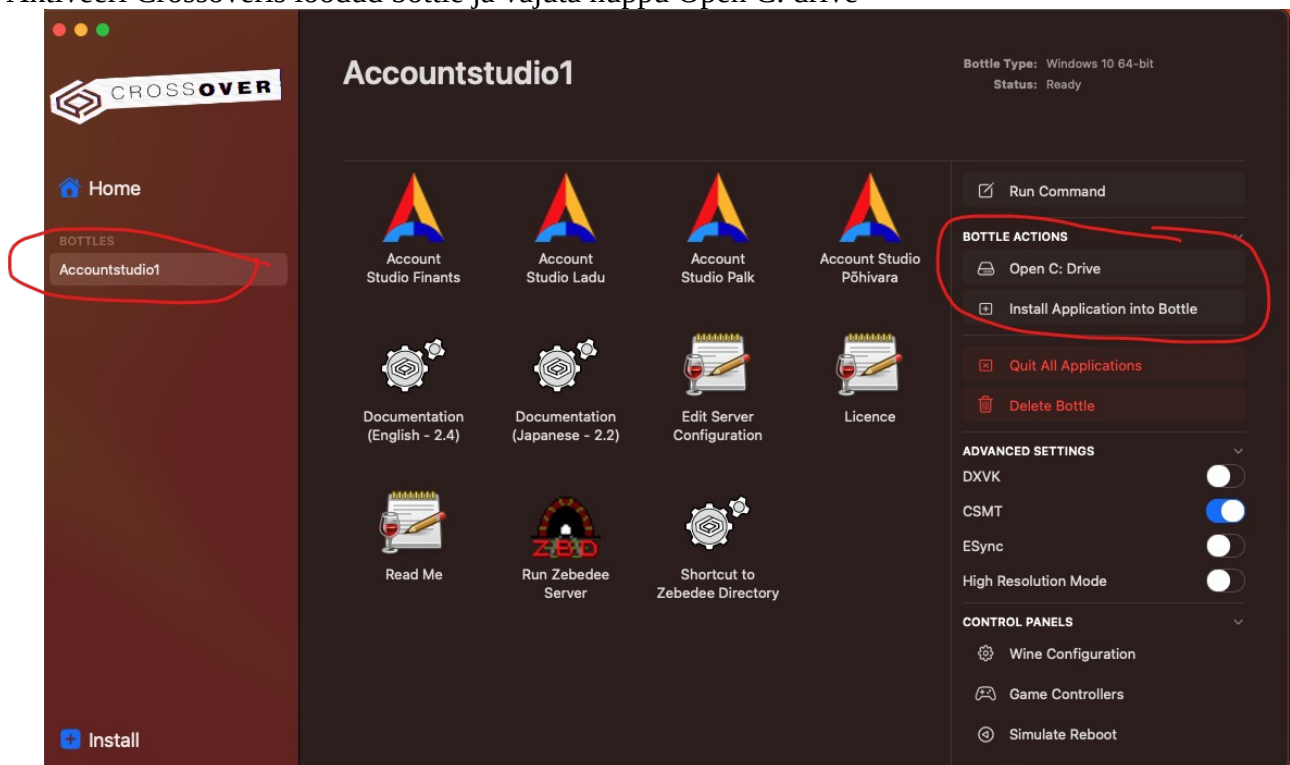 Aktiveeri Crossoveris loodud bottle ja vajuta nuppu Open C: drive
CROSSOVER
Home
BOTTLES
Accountstudio1
Install
Accountstudio1
Bottle Type: Windows 10 64-bit
Status: Ready
Account
Studio Finants
Account
Studio Ladu
Account
Studio Palk
Account Studio
Põhivara
Documentation
(English - 2.4)
Documentation
(Japanese - 2.2)
Edit Server
Configuration
Licence
Read Me
ZBD
Run Zebedee
Server
Shortcut to
Zebedee Directory
Run Command
BOTTLE ACTIONS
Open C: Drive
Install Application into Bottle
Quit All Applications
Delete Bottle
ADVANCED SETTINGS
DXVK
CSMT
ESync
High Resolution Mode
CONTROL PANELS
Wine Configuration
Game Controllers
Simulate Reboot